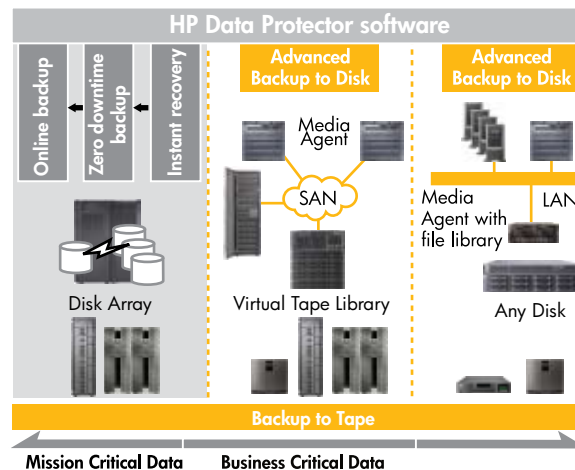 HP Data Protector software
Online backup
Zero downtime
backup
Instant recovery
Advanced
Backup to Disk
Media
Agent
SAN
Advanced
Backup to Disk
Media
Agent with
file library
LAN
Disk Array
Virtual Tape Library
Any Disk
Backup to Tape
Mission Critical Data
Business Critical Data